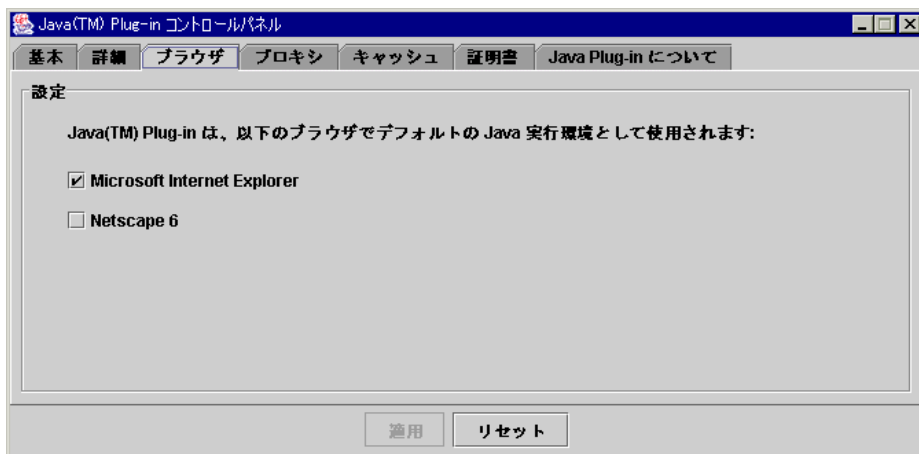 Java(TM) Plug-in コントロールパネル
基本 詳細 ブラウザ プロキシ キャッシュ 証明書 Java Plug-in について
設定
Java(TM) Plug-in は、以下のブラウザでデフォルトの Java 実行環境として使用されます:
Microsoft Internet Explorer
Netscape 6
適用 リセット